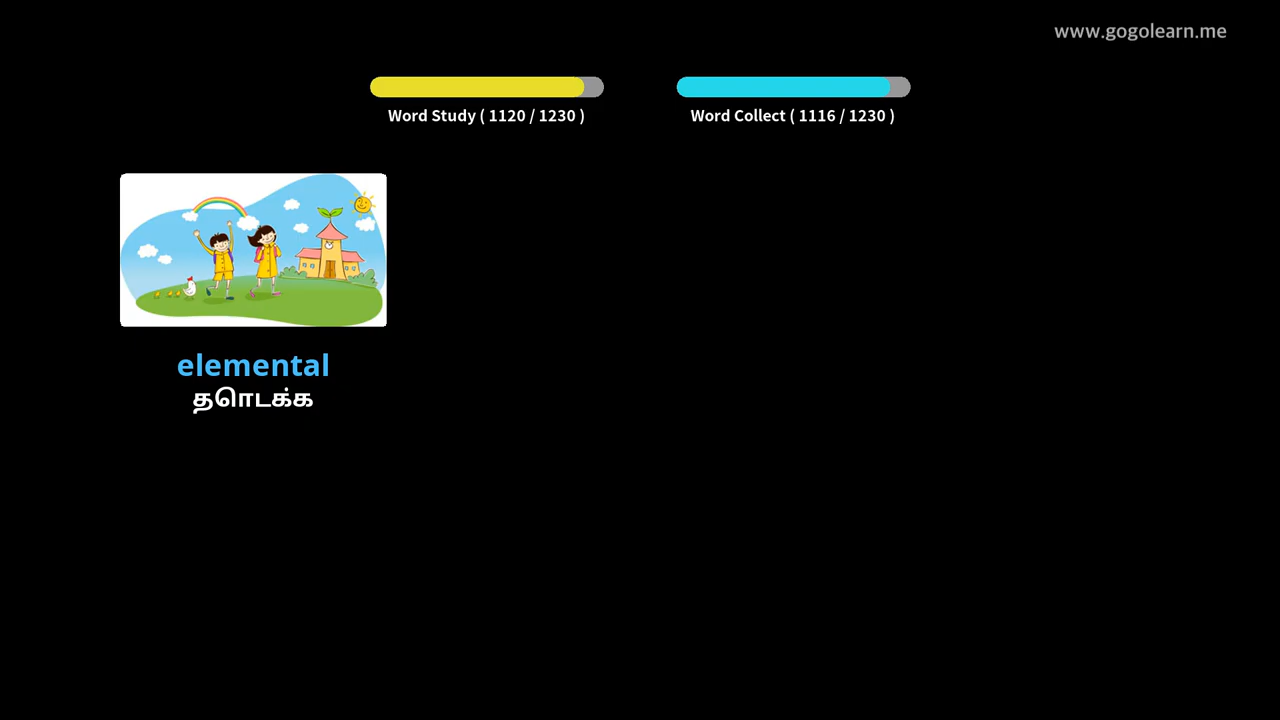 www.gogolearn.me
Word Study ( 1120 / 1230 )
Word Collect ( 1116 / 1230 )
elemental
தொடக்க